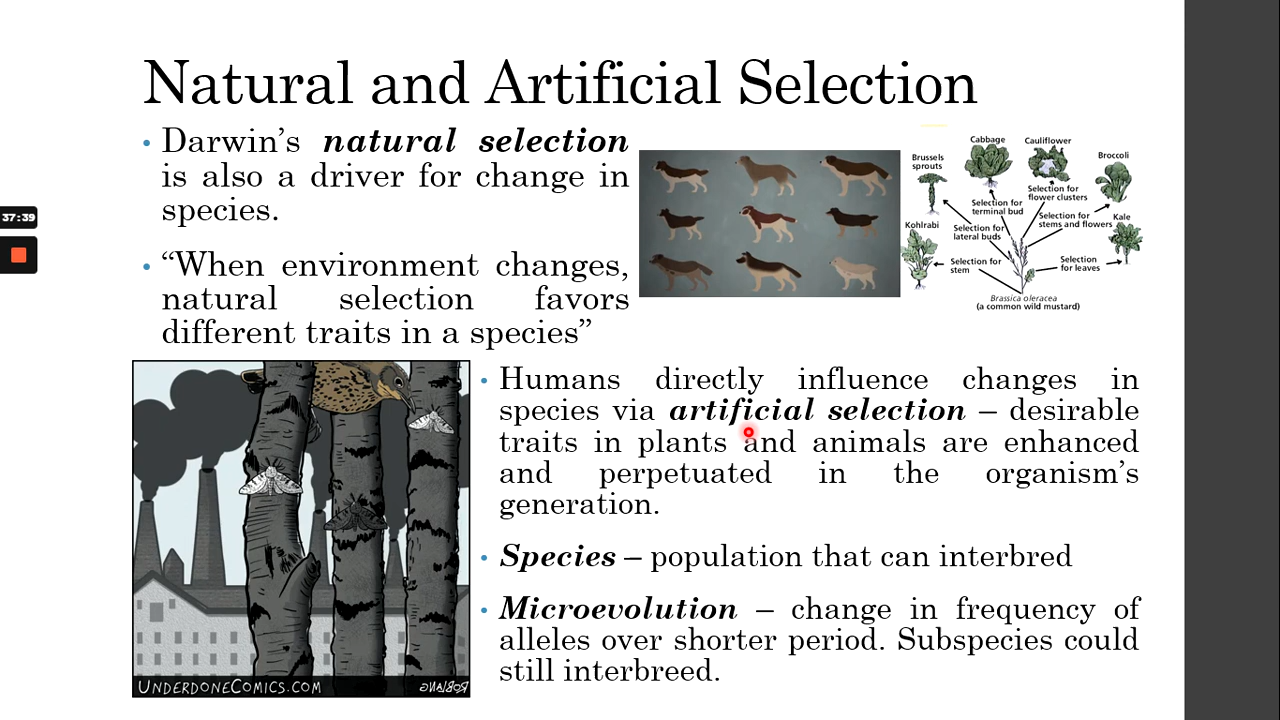 Natural and Artificial Selection
• Darwin’s natural selection
is also a driver for change in
species.
• “When environment changes,
natural selection favors
different traits in a species”
37:39
Cabbage
Cauliflower
Brussels
sprouts
Broccoli
Selection for
flower clusters
Selection for
terminal bud
Selection for
stems and flowers
Kale
Kohlrabi
Selection for
lateral buds
Selection for
stem
Selection
for leaves
Brassica oleracea
(a common wild mustard)
• Humans directly influence changes in
species via artificial selection – desirable
traits in plants and animals are enhanced
and perpetuated in the organism’s
generation.
• Species – population that can interbred
• Microevolution – change in frequency of
alleles over shorter period. Subspecies could
still interbreed.
UNDERDONECOMICS.COM